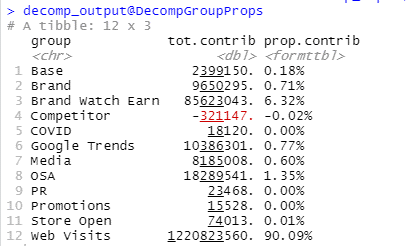 > decomp_output@DecompGroupProps
# A tibble: 12 x 3
group tot.contrib prop.contrib
<chr> <dbl> <formttbl>
1 Base 2399150. 0.18%
2 Brand 9650295. 0.71%
3 Brand Watch Earn 85623043. 6.32%
4 Competitor -321147. -0.02%
5 COVID 18120. 0.00%
6 Google Trends 10386301. 0.77%
7 Media 8185008. 0.60%
8 OSA 18289541. 1.35%
9 PR 23468. 0.00%
10 Promotions 15528. 0.00%
11 Store Open 74013. 0.01%
12 Web Visits 1220823560. 90.09%